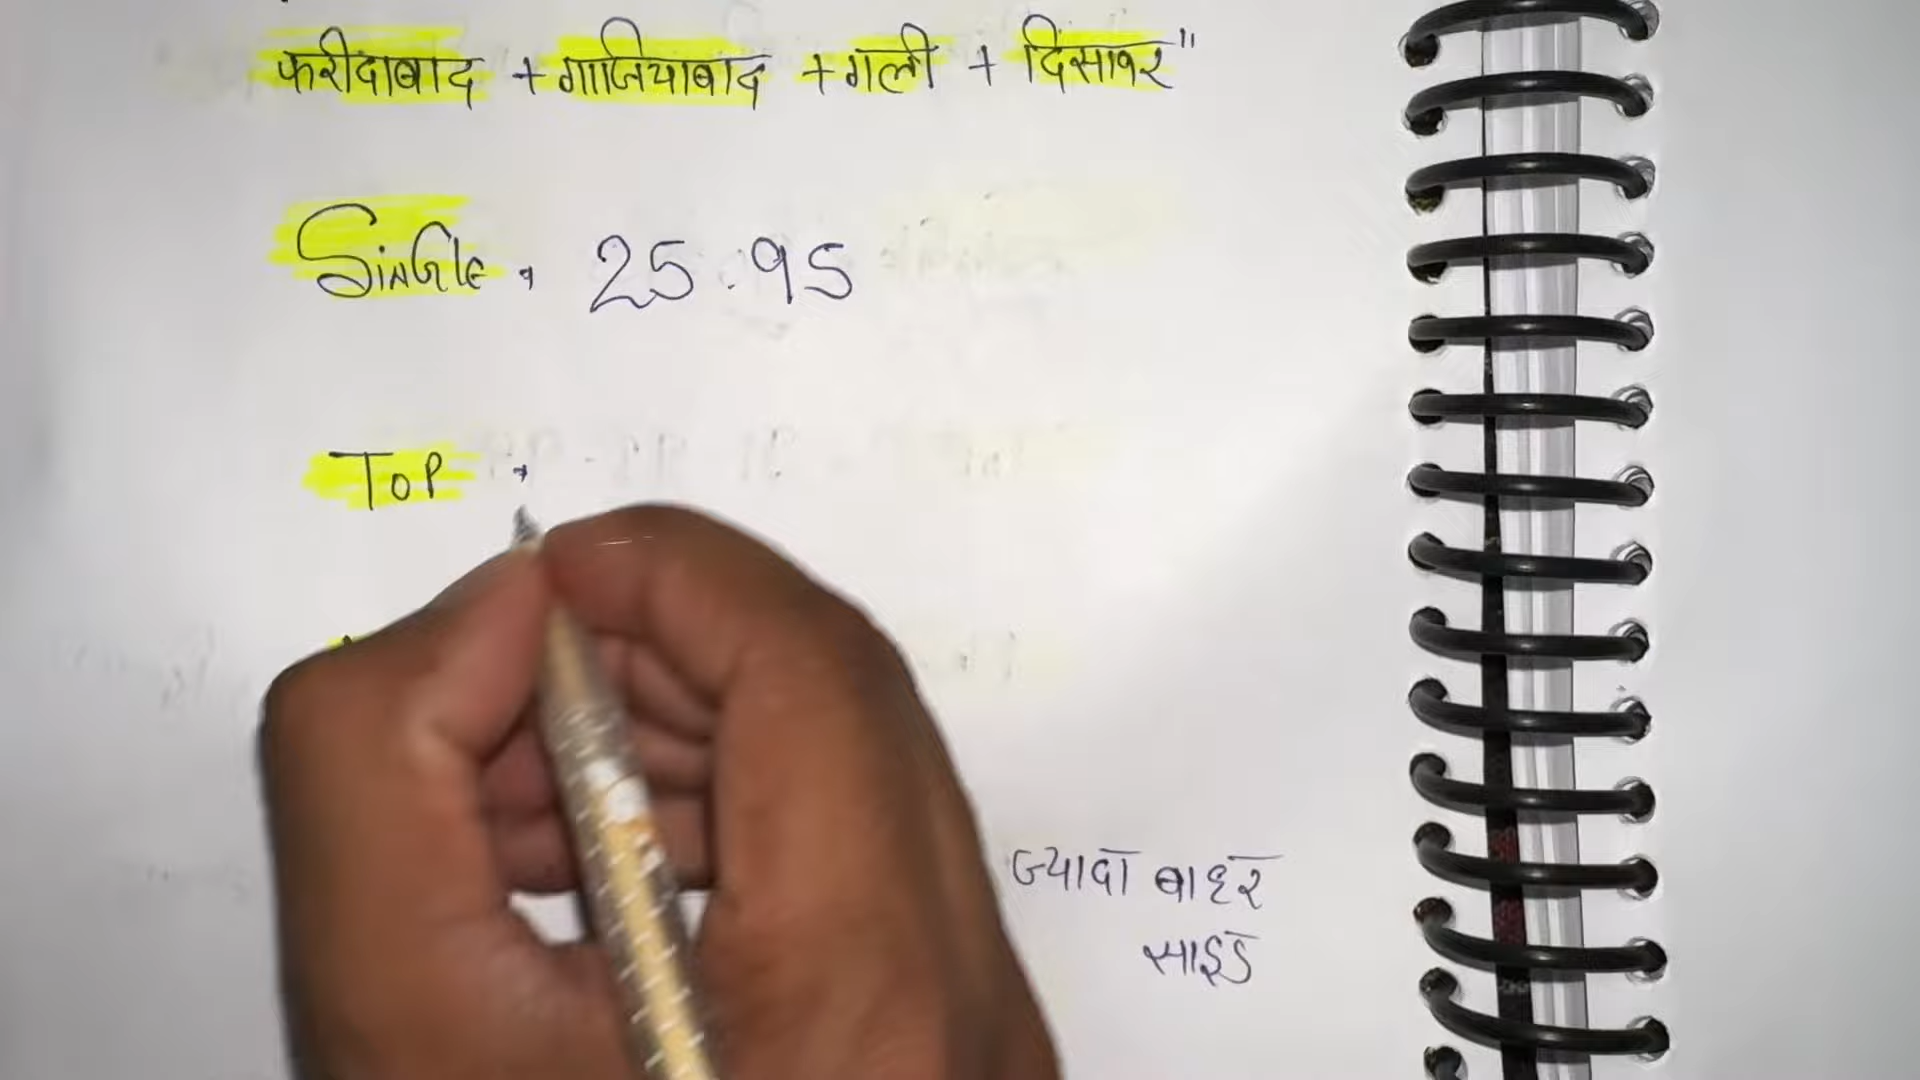 फरीदाबाद + गाजियाबाद + गली + दिसावर"
Single. 25.95
TOP
ज्यादा बाहर
साइड